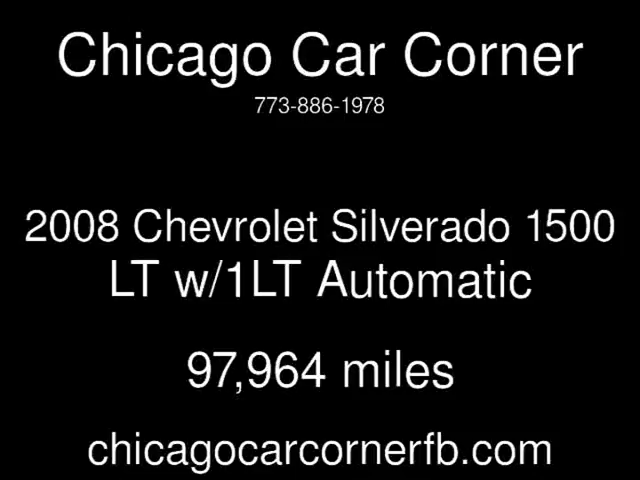 Chicago Car Corner
773-886-1978
2008 Chevrolet Silverado 1500
LT w/1LT Automatic
97,964 miles
chicagocarcornerfb.com